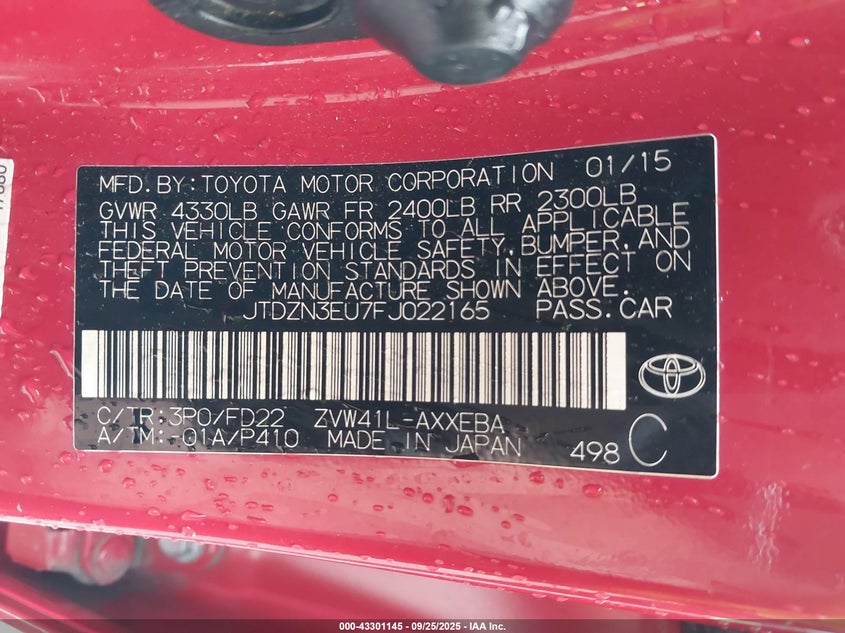 MFD.BY:TOYOTA MOTOR CORPORATION 01/15
GVWR 4330LB GAWR FR 2400LB RR 2300LB
THIS VEHICLE CONFORMS TO ALL APPLICABLE
FEDERAL MOTOR VEHICLE SAFETY,BUMPER,AND
THEFT PREVENTION STANDARDS IN EFFECT ON
THE DATE OF MANUFACTURE SHOWN ABOVE.
JTDZN3EU7FJ022165 PASS.CAR
C/TR:3P0/FD22 ZVW41L-AXXEBA
A/TM:-01A/P410 MADE IN JAPAN
498 C
000-43301145 - 09/25/2025 - IAA Inc.